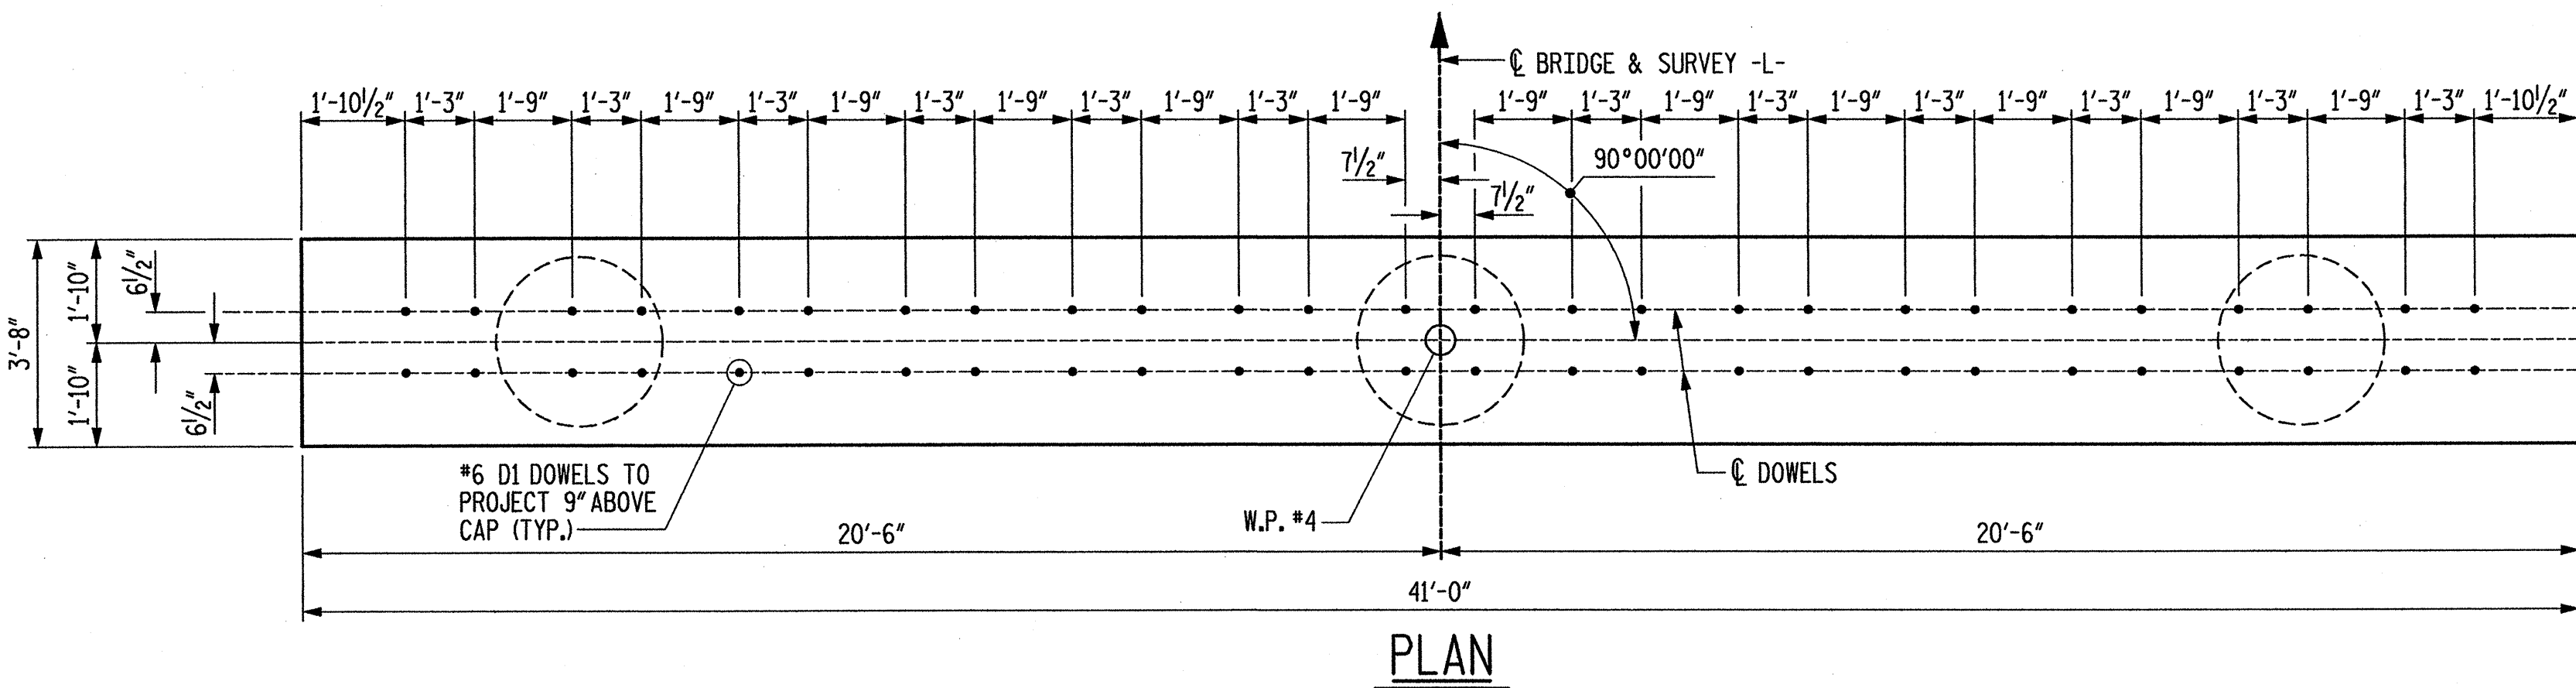 ℄ BRIDGE & SURVEY -L-
1'-10½" 1'-3" 1'-9" 1'-3" 1'-9" 1'-3" 1'-9" 1'-3" 1'-9" 1'-3" 1'-9" 1'-3" 1'-9" 1'-9" 1'-3" 1'-9" 1'-3" 1'-9" 1'-3" 1'-9" 1'-3" 1'-9" 1'-3" 1'-9" 1'-3" 1'-10½"
7½"
90°00'00"
7½"
3'-8"
1'-10"
6½"
1'-10"
6½"
#6 D1 DOWELS TO
PROJECT 9" ABOVE
CAP (TYP.)
W.P. #4
℄ DOWELS
20'-6" 20'-6"
41'-0"
PLAN